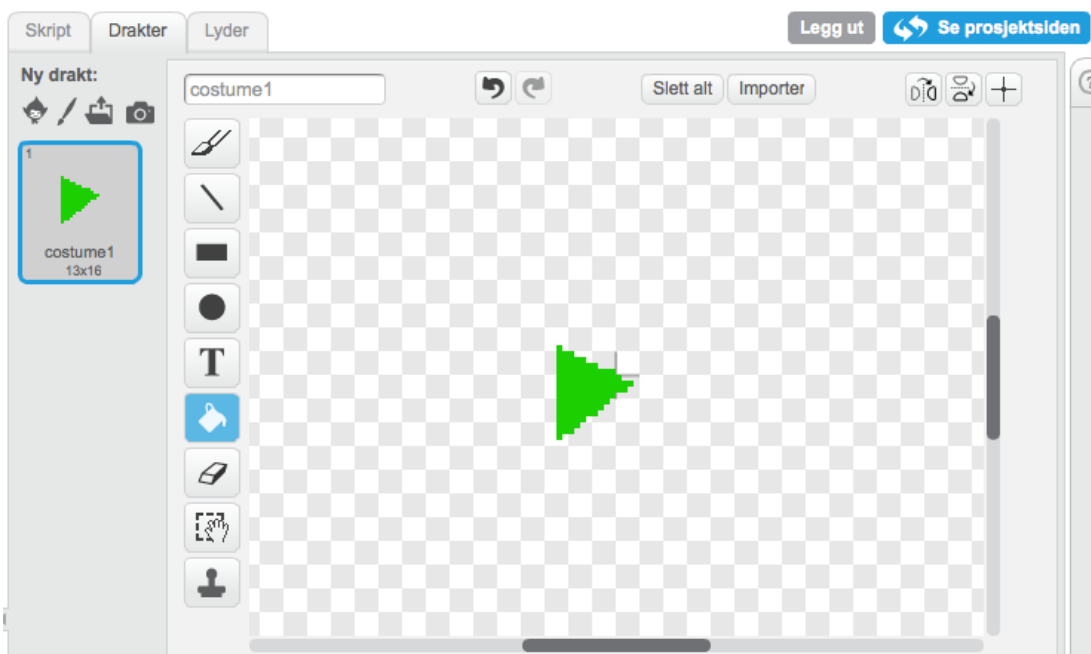 Skript
Drakter
Lyder
Legg ut
Se prosjektsiden
Ny drakt:
costume1
Slett alt
Importer
1
costume1
13x16
T